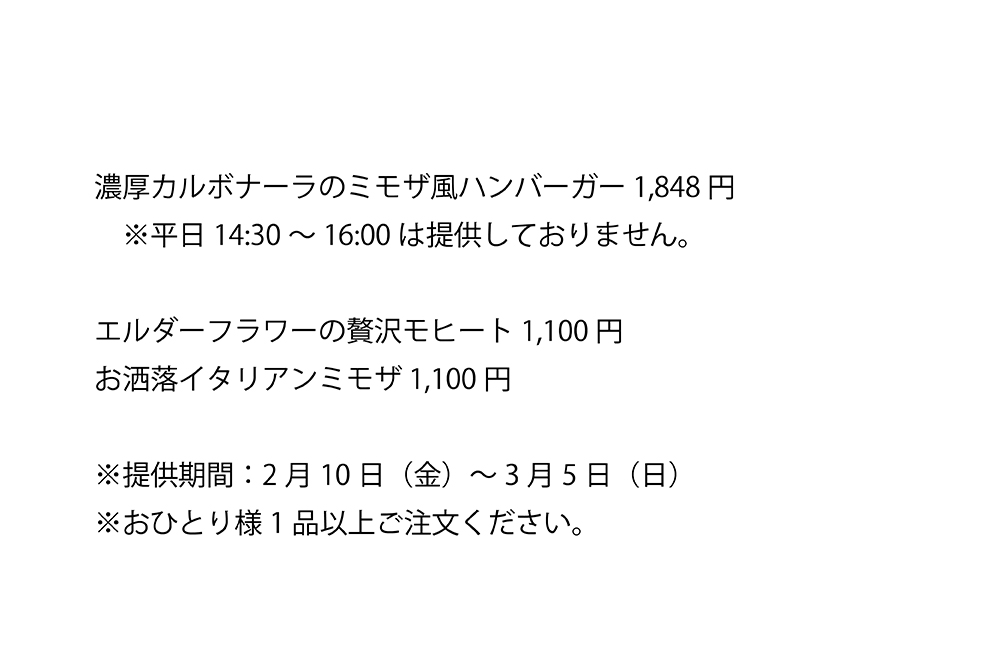 濃厚カルボナーラのミモザ風ハンバーガー 1,848 円
※平日 14:30 ～ 16:00 は提供しておりません。
エルダーフラワーの贅沢モヒート 1,100 円
お洒落イタリアンミモザ 1,100 円
※提供期間：2 月 10 日（金）～ 3 月 5 日（日）
※おひとり様 1 品以上ご注文ください。